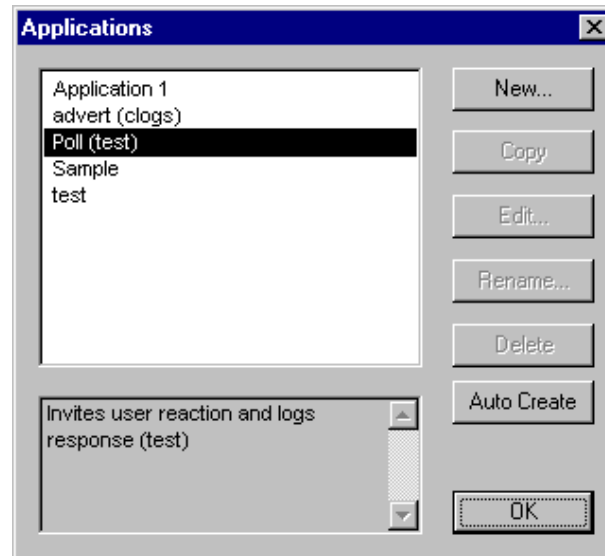 Applications
Application 1
advert (clogs)
Poll (test)
Sample
test
New...
Copy
Edit...
Rename...
Delete
Auto Create
Invites user reaction and logs
response (test)
OK